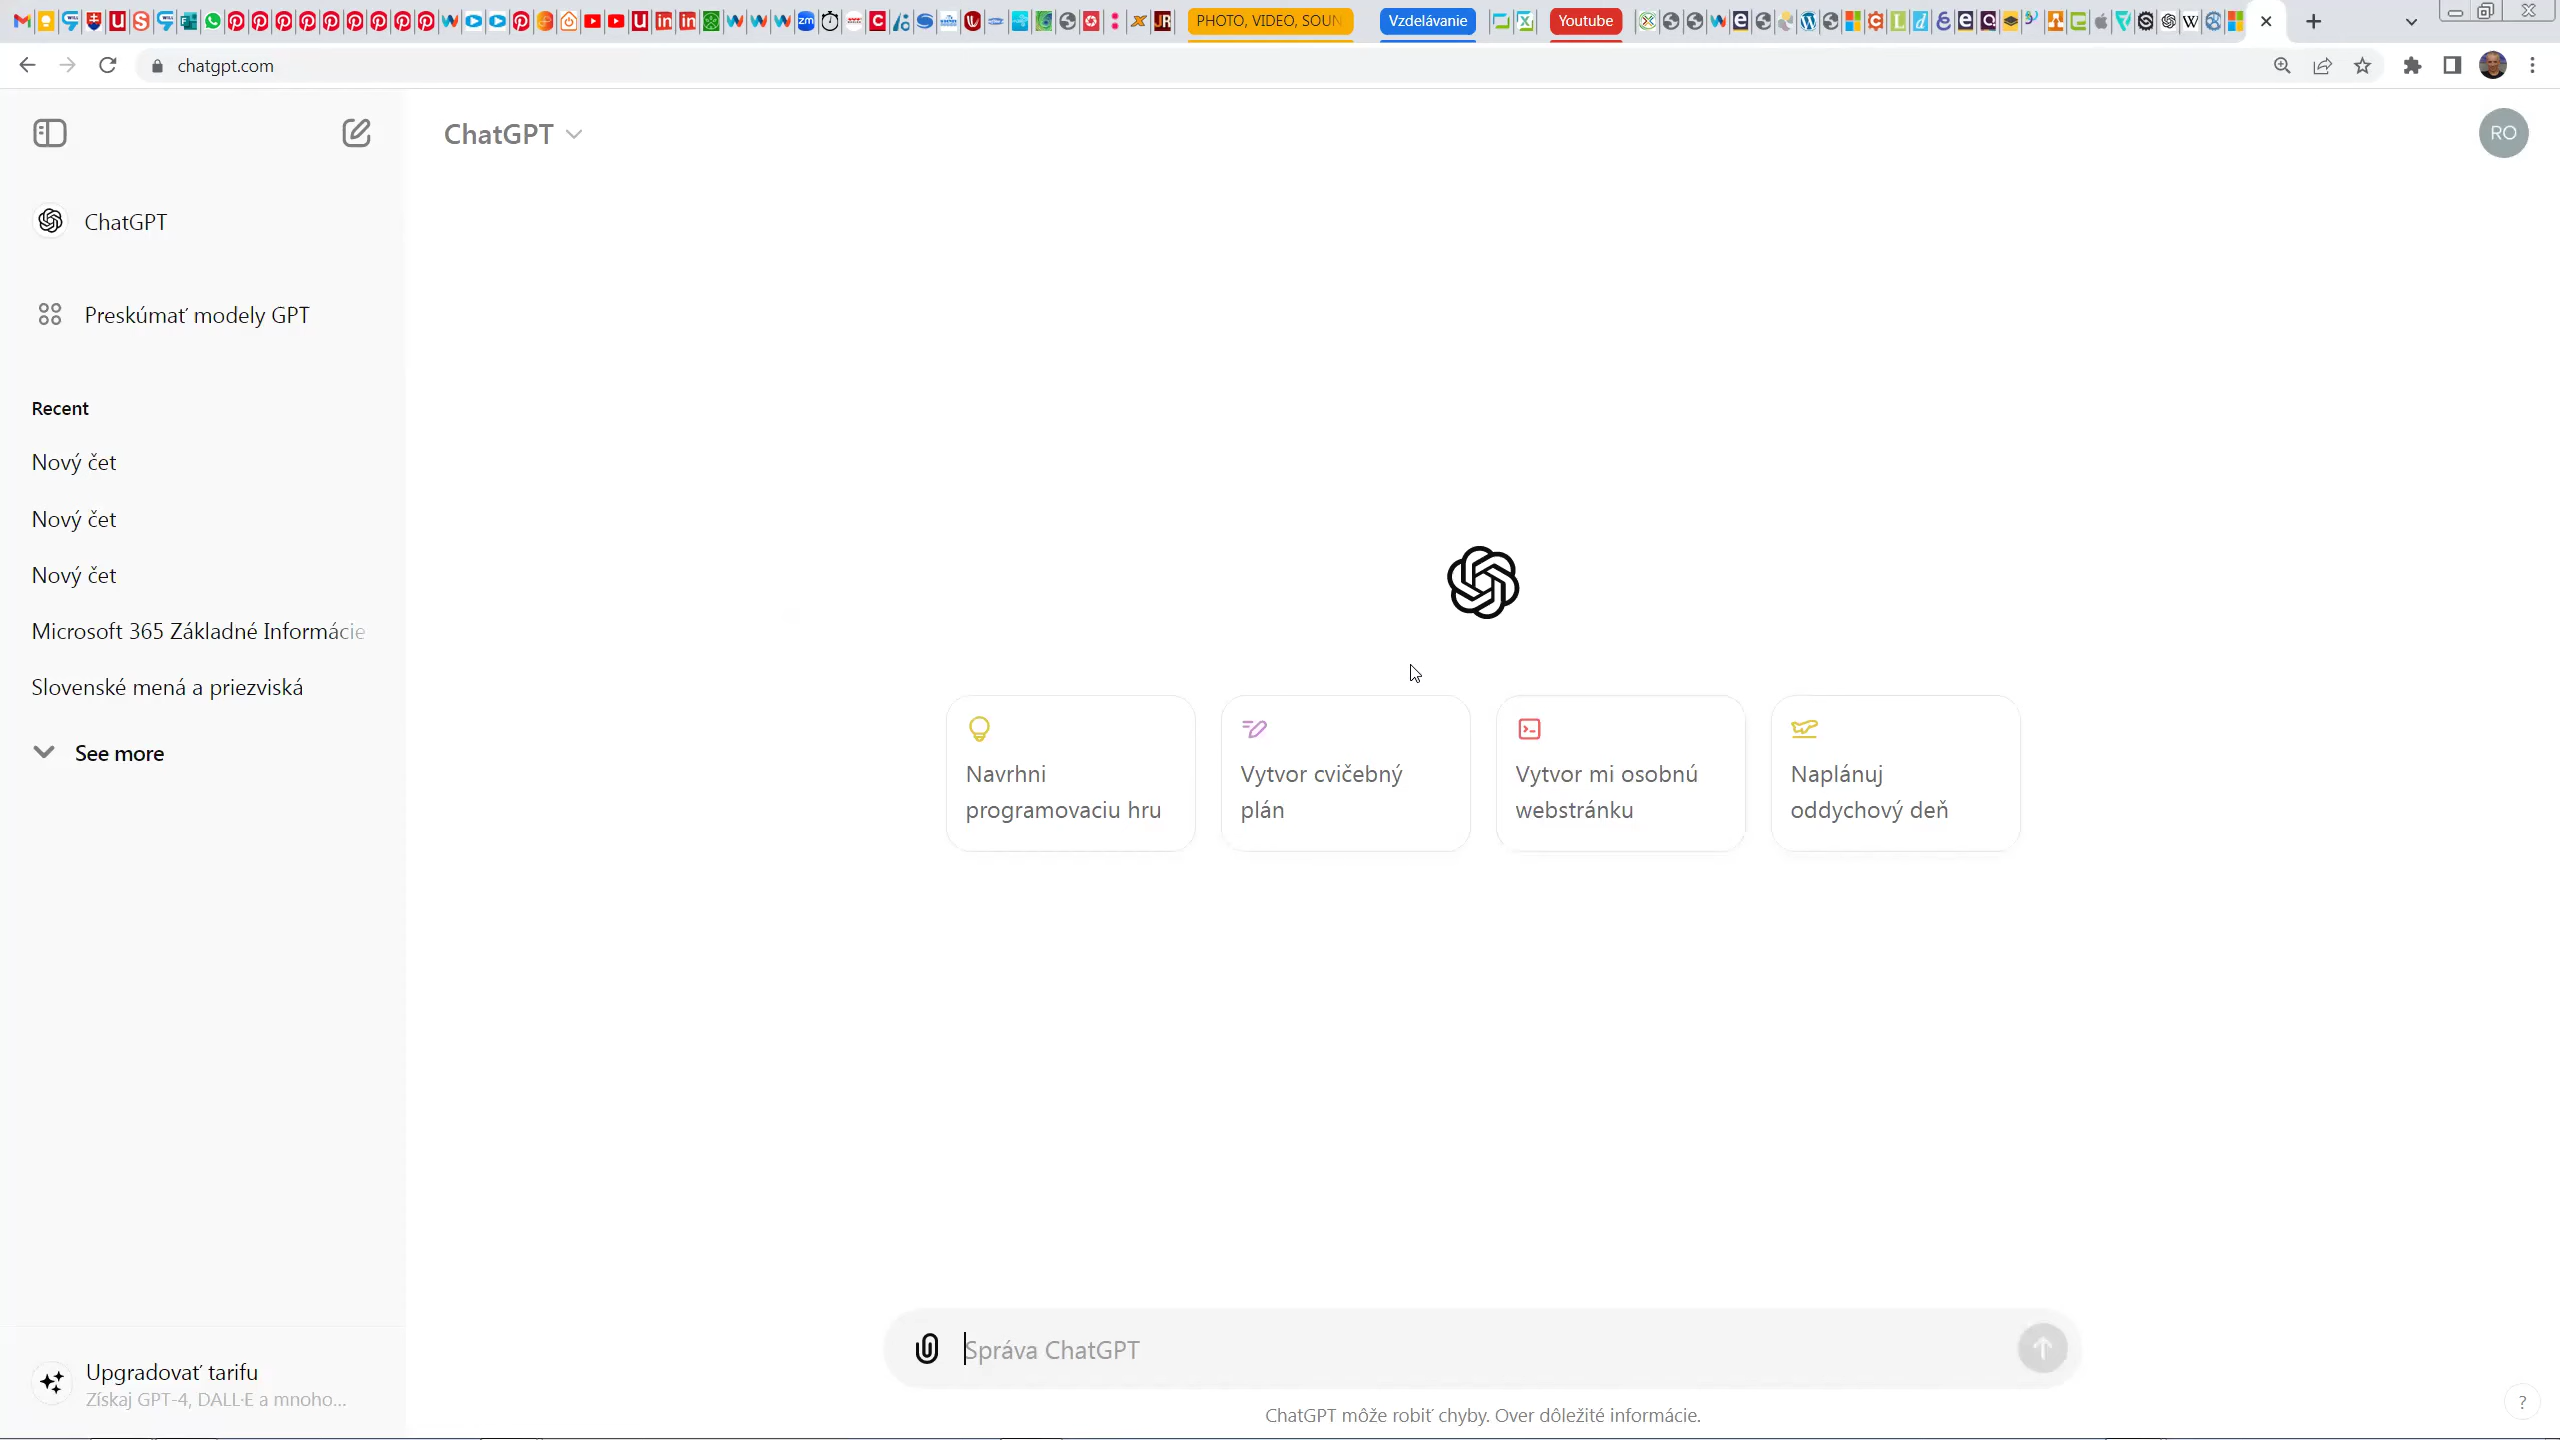 PHOTO, VIDEO, SOUN
Vzdelávanie
Youtube
chatgpt.com
ChatGPT
RO
ChatGPT
Preskúmať modely GPT
Recent
Nový čet
Nový čet
Nový čet
Microsoft 365 Základné Informácie
Slovenské mená a priezviská
See more
Navrhni
programovaciu hru
Vytvor cvičebný
plán
Vytvor mi osobnú
webstránku
Naplánuj
oddychový deň
Upgradovať tarifu
Získaj GPT-4, DALL·E a mnoho...
Správa ChatGPT
ChatGPT môže robiť chyby. Over dôležité informácie.
?